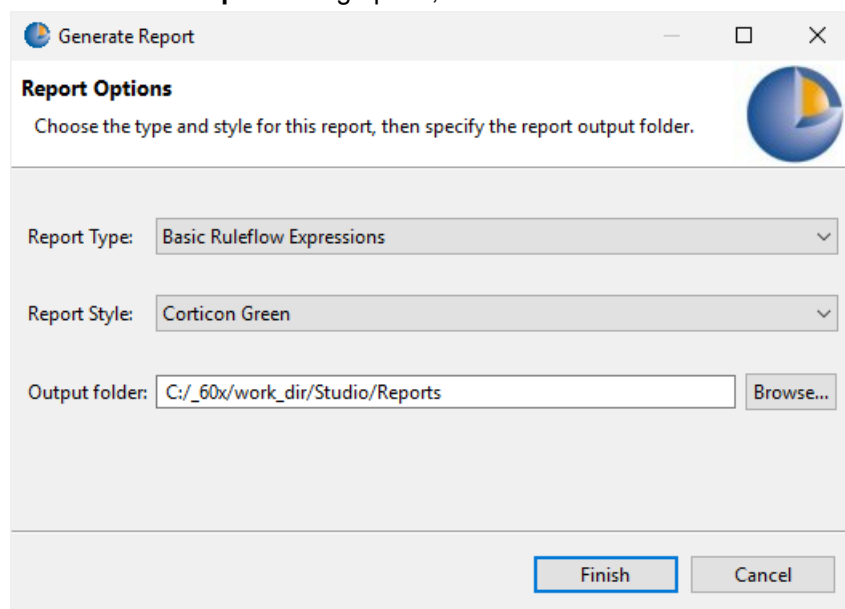 Generate Report
Report Options
Choose the type and style for this report, then specify the report output folder.
Report Type: Basic Ruleflow Expressions
Report Style: Corticon Green
Output folder: C:/_60x/work_dir/Studio/Reports Browse...
Finish Cancel